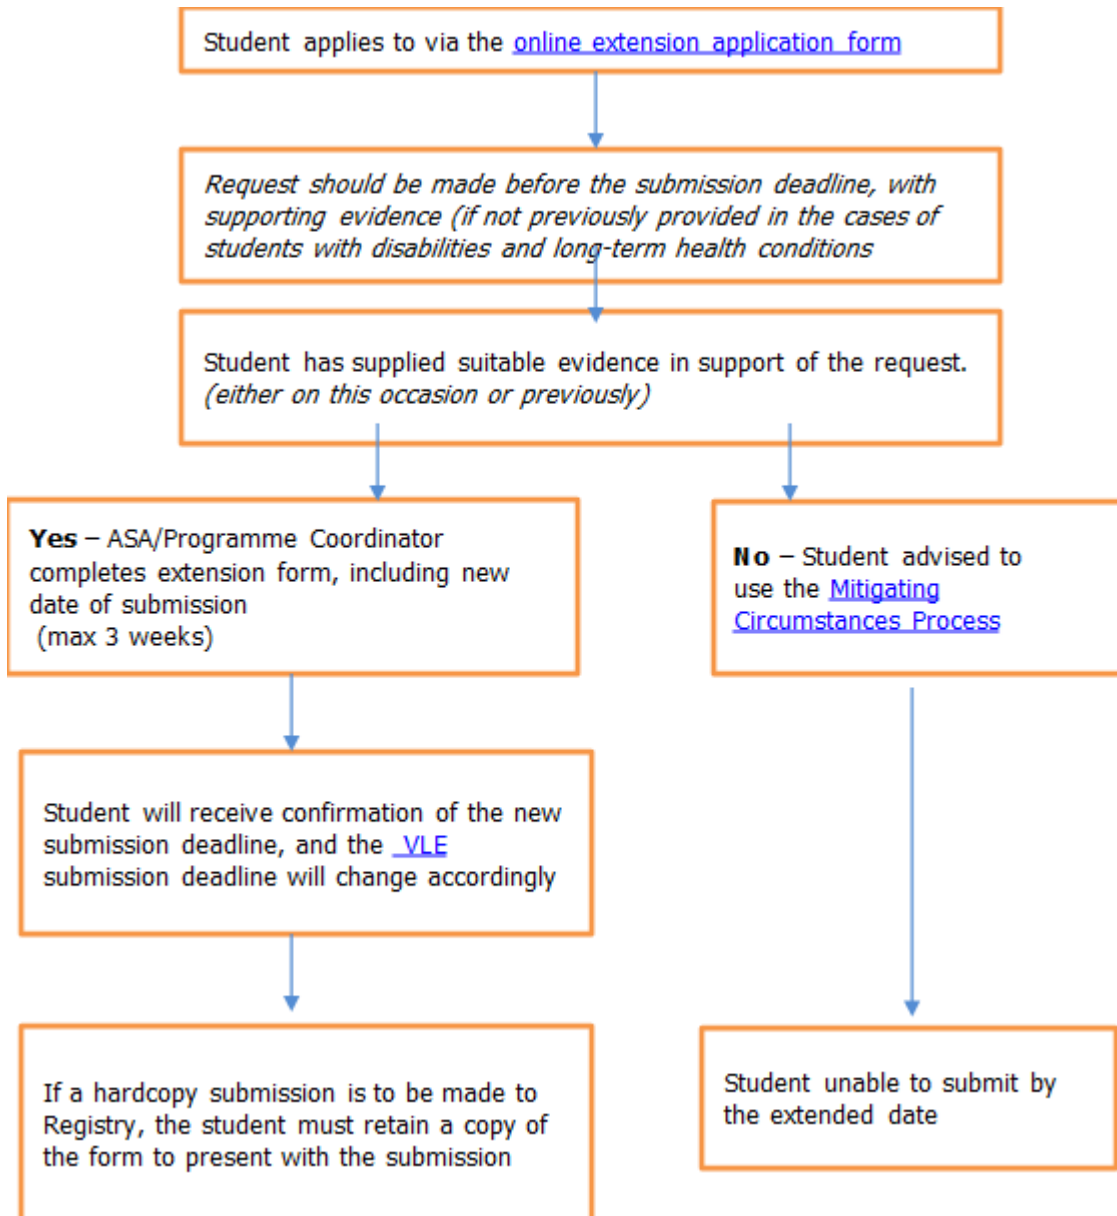 Student applies to via the online extension application form
Request should be made before the submission deadline, with
supporting evidence (if not previously provided in the cases of
students with disabilities and long-term health conditions
Student has supplied suitable evidence in support of the request.
(either on this occasion or previously)
Yes – ASA/Programme Coordinator
completes extension form, including new
date of submission
(max 3 weeks)
No – Student advised to
use the Mitigating
Circumstances Process
Student will receive confirmation of the new
submission deadline, and the VLE
submission deadline will change accordingly
If a hardcopy submission is to be made to
Registry, the student must retain a copy of
the form to present with the submission
Student unable to submit by
the extended date